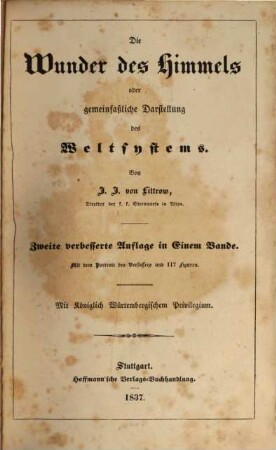 Die
Wunder des Himmels
oder
gemeinfaßliche Darstellung
des
Weltsystems.
Von
J. J. von Littrow,
Direktor der k. k. Sternwarte in Wien.
Zweite verbesserte Auflage in Einem Bande.
Mit dem Portrait des Verfassers und 117 Figuren.
Mit Königlich Würtembergischem Privilegium.
Stuttgart.
Hoffmann'sche Verlags-Buchhandlung.
1837.